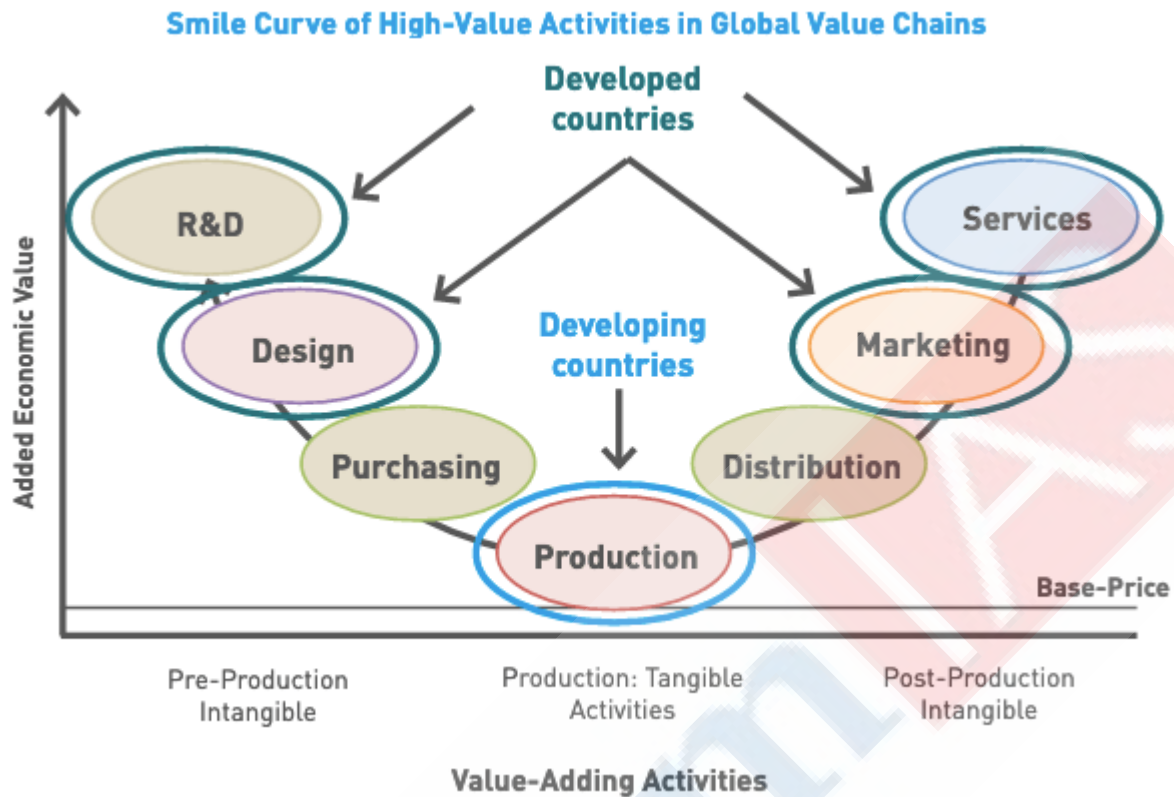 Smile Curve of High-Value Activities in Global Value Chains
Developed
countries
Added Economic Value
R&D
Services
Design
Developing
countries
Marketing
Purchasing
Distribution
Production
Base-Price
Pre-Production
Intangible
Production: Tangible
Activities
Post-Production
Intangible
Value-Adding Activities